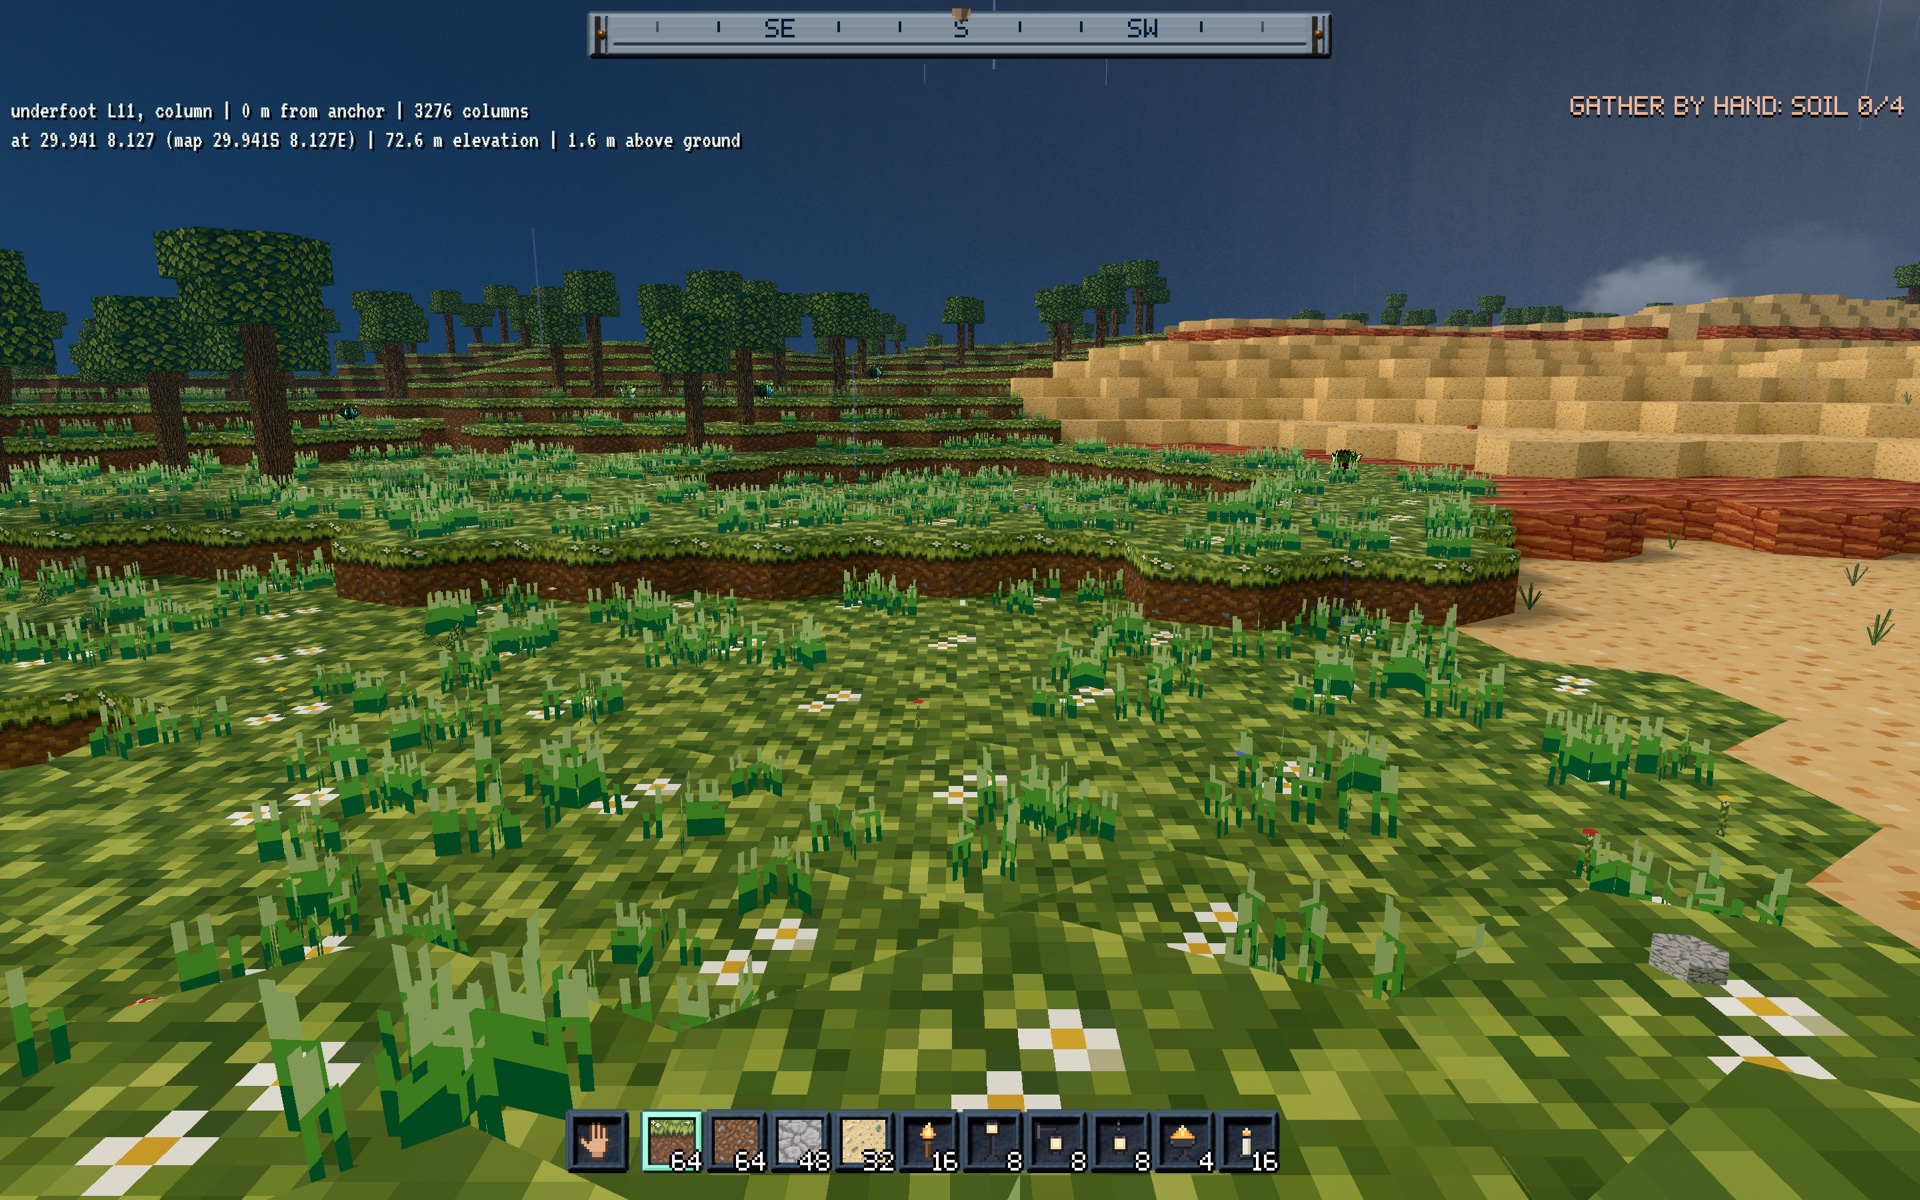 SE S SW
underfoot L11, column | 0 m from anchor | 3276 columns
at 29.941 8.127 (map 29.941S 8.127E) | 72.6 m elevation | 1.6 m above ground
GATHER BY HAND: SOIL 0/4
64 64 48 32 16 8 8 8 4 16